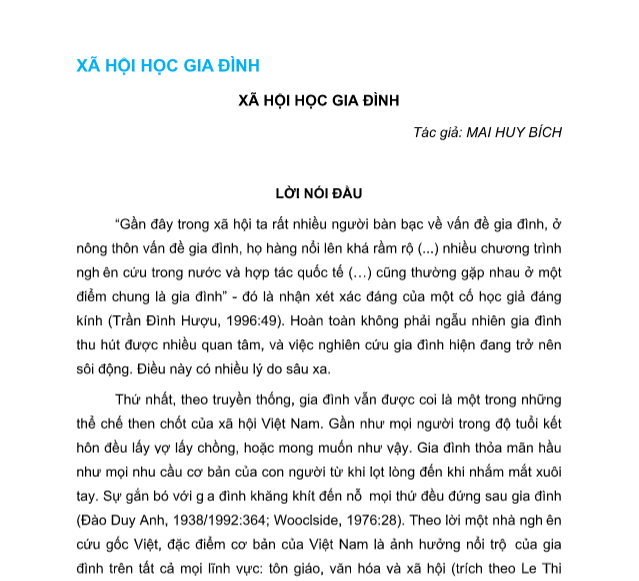 XÃ HỘI HỌC GIA ĐÌNH
XÃ HỘI HỌC GIA ĐÌNH
Tác giả: MAI HUY BÍCH
LỜI NÓI ĐẦU
“Gần đây trong xã hội ta rất nhiều người bàn bạc về vấn đề gia đình, ở
nông thôn vấn đề gia đình, họ hàng nổi lên khá rầm rộ (...) nhiều chương trình
ngh ên cứu trong nước và hợp tác quốc tế (…) cũng thường gặp nhau ở một
điểm chung là gia đình” - đó là nhận xét xác đáng của một cố học giả đáng
kính (Trần Đình Hượu, 1996:49). Hoàn toàn không phải ngẫu nhiên gia đình
thu hút được nhiều quan tâm, và việc nghiên cứu gia đình hiện đang trở nên
sôi động. Điều này có nhiều lý do sâu xa.
Thứ nhất, theo truyền thống, gia đình vẫn được coi là một trong những
thể chế then chốt của xã hội Việt Nam. Gần như mọi người trong độ tuổi kết
hôn đều lấy vợ lấy chồng, hoặc mong muốn như vậy. Gia đình thỏa mãn hầu
như mọi nhu cầu cơ bản của con người từ khi lọt lòng đến khi nhắm mắt xuôi
tay. Sự gắn bó với g a đình khăng khít đến nỗ mọi thứ đều đứng sau gia đình
(Đào Duy Anh, 1938/1992:364; Wooclside, 1976:28). Theo lời một nhà ngh ên
cứu gốc Việt, đặc điểm cơ bản của Việt Nam là ảnh hưởng nổi trộ của gia
đình trên tất cả mọi lĩnh vực: tôn giáo, văn hóa và xã hội (trích theo Le Thi